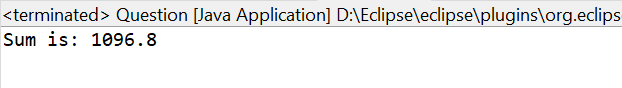 <terminated> Question [Java Application] D:\Eclipse\eclipse\plugins\org.eclips
Sum is: 1096.8